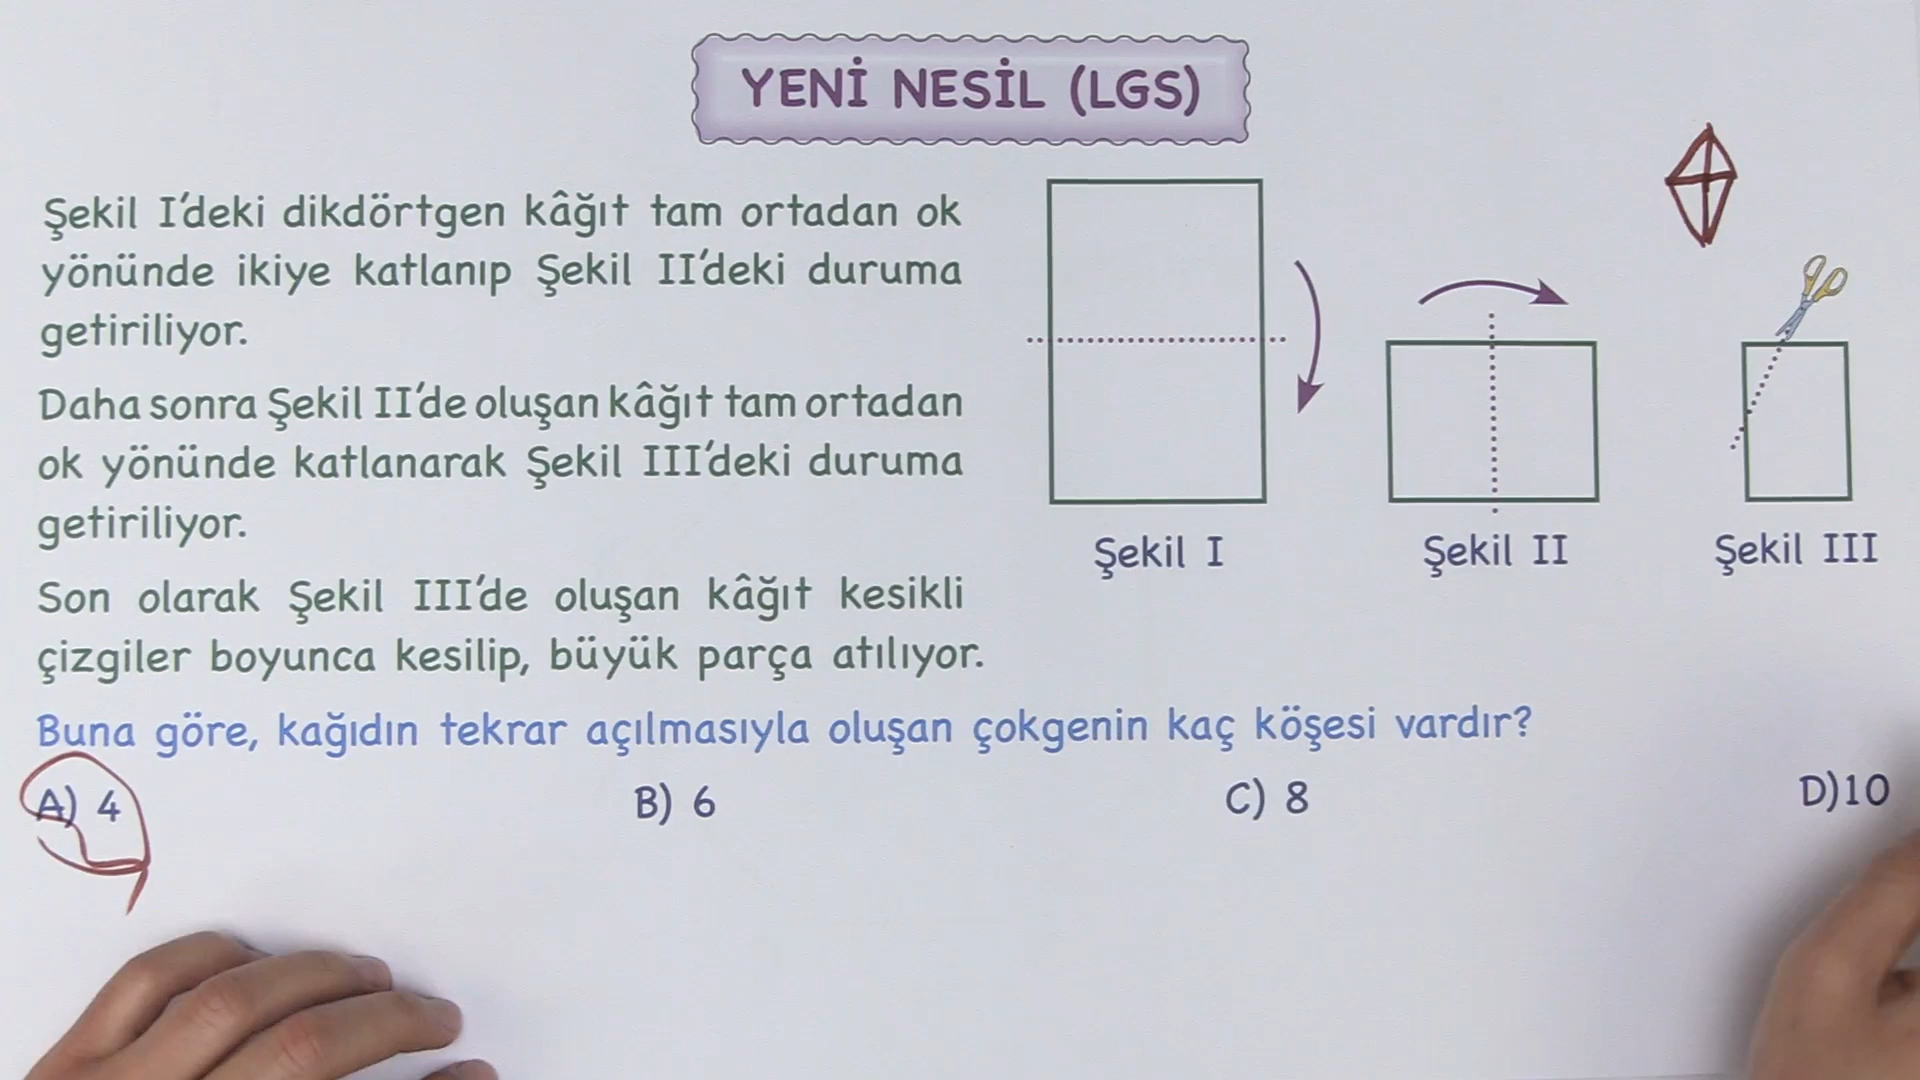 YENİ NESİL (LGS)
Şekil I'deki dikdörtgen kâğıt tam ortadan ok
yönünde ikiye katlanıp Şekil II'deki duruma
getiriliyor.
Daha sonra Şekil II'de oluşan kâğıt tam ortadan
ok yönünde katlanarak Şekil III'deki duruma
getiriliyor.
Son olarak Şekil III'de oluşan kâğıt kesikli
çizgiler boyunca kesilip, büyük parça atılıyor.
Şekil I
Şekil II
Şekil III
Buna göre, kağıdın tekrar açılmasıyla oluşan çokgenin kaç köşesi vardır?
A) 4
B) 6
C) 8
D)10